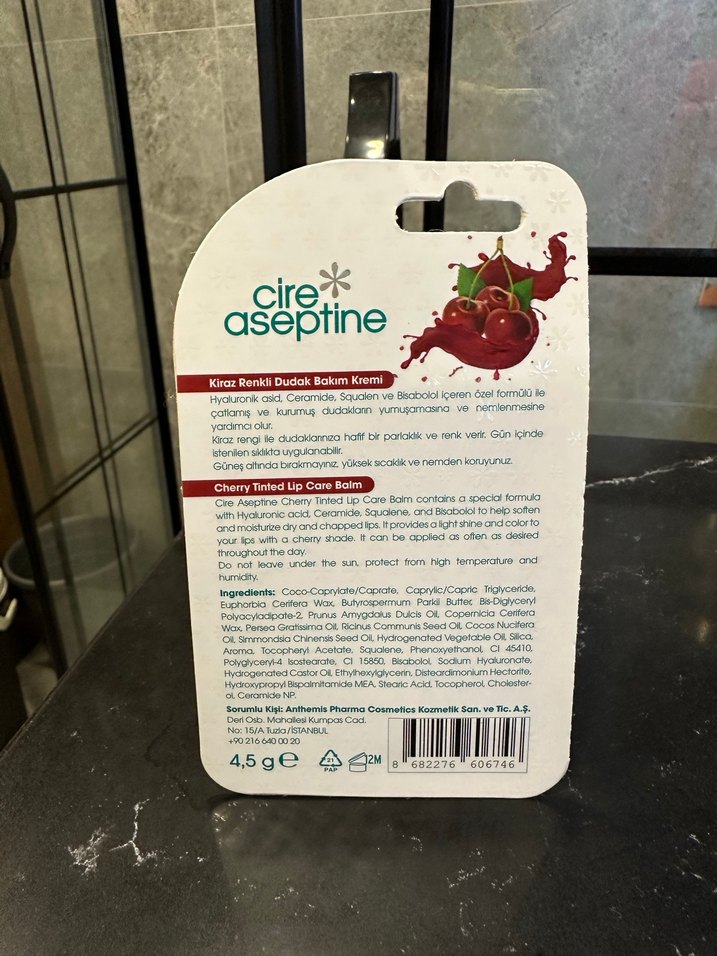 cire
aseptine
Kiraz Renkli Dudak Bakım Kremi
Hyaluronik asid, Ceramide, Squalen ve Bisabolol içeren özel formülü ile
çatlamış ve kurumuş dudakların yumuşamasına ve nemlenmesine
yardımcı olur.
Kiraz rengi ile dudaklarınıza hafif bir parlaklık ve renk verir. Gün içinde
istenilen sıklıkta uygulanabilir.
Güneş altında bırakmayınız, yüksek sıcaklık ve nemden koruyunuz.
Cherry Tinted Lip Care Balm
Cire Aseptine Cherry Tinted Lip Care Balm contains a special formula
with Hyaluronic acid, Ceramide, Squalene, and Bisabolol to help soften
and moisturize dry and chapped lips. It provides a light shine and color to
your lips with a cherry shade. It can be applied as often as desired
throughout the day.
Do not leave under the sun, protect from high temperature and
humidity.
Ingredients: Coco-Caprylate/Caprate, Caprylic/Capric Triglyceride,
Euphorbia Cerifera Wax, Butyrospermum Parkii Butter, Bis-Diglyceryl
Polyacyladipate-2, Prunus Amygdalus Dulcis Oil, Copernicia Cerifera
Wax, Persea Gratissima Oil, Ricinus Communis Seed Oil, Cocos Nucifera
Oil, Simmondsia Chinensis Seed Oil, Hydrogenated Vegetable Oil, Silica,
Aroma, Tocopheryl Acetate, Squalene, Phenoxyethanol, CI 45410,
Polyglyceryl-4 Isostearate, CI 15850, Bisabolol, Sodium Hyaluronate,
Hydrogenated Castor Oil, Ethylhexylglycerin, Disteardimonium Hectorite,
Hydroxypropyl Bispalmitamide MEA, Stearic Acid, Tocopherol, Cholester-
ol, Ceramide NP.
Sorumlu Kişi: Anthemis Pharma Cosmetics Kozmetik San. ve Tic. A.Ş.
Deri Osb. Mahallesi Kumpas Cad.
No: 15/A Tuzla/İSTANBUL
+90 216 640 00 20
4,5 g ℮
21
PAP
2M
8 682276 606746